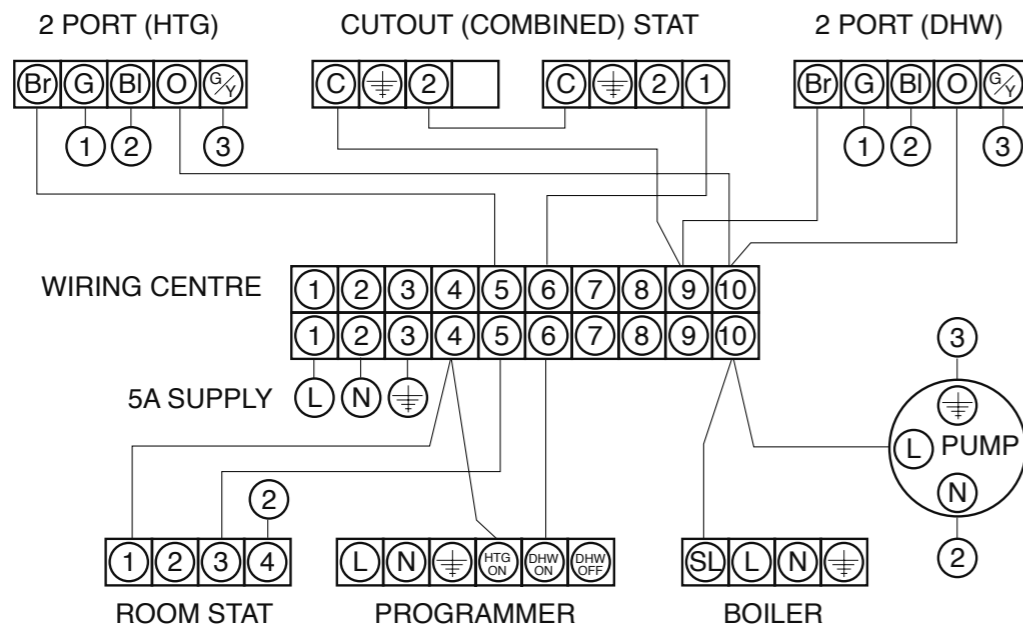 2 PORT (HTG) CUTOUT (COMBINED) STAT 2 PORT (DHW)
Br G Bl O G/Y C 2 C 2 1 Br G Bl O G/Y
1 2 3 1 2 3
WIRING CENTRE 1 2 3 4 5 6 7 8 9 10
1 2 3 4 5 6 7 8 9 10
3
5A SUPPLY L N
L PUMP
N
2
2
1 2 3 4 L N HTG ON DHW ON DHW OFF SL L N
ROOM STAT PROGRAMMER BOILER